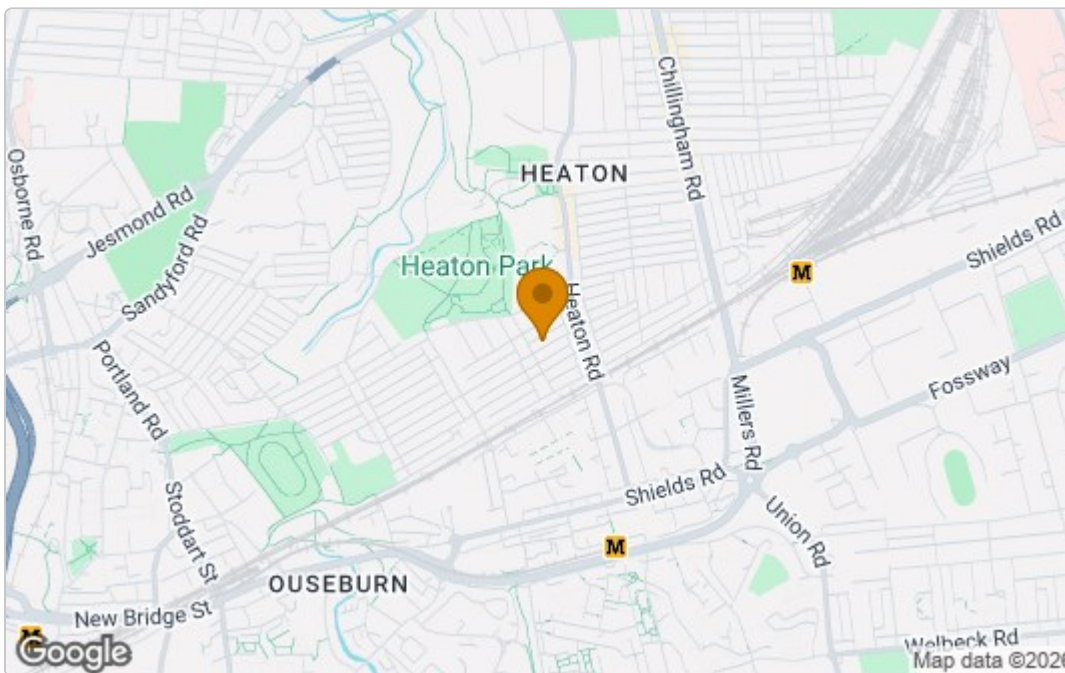 Osborne Rd
Jesmond Rd
Sandyford Rd
HEATON
Chillingham Rd
Heaton Park
Heaton Rd
M
Shields Rd
Portland Rd
Fossway
Millers Rd
Stoddart St
Shields Rd
Union Rd
M
OUSEBURN
New Bridge St
M
Welbeck Rd
Google
Map data ©2026